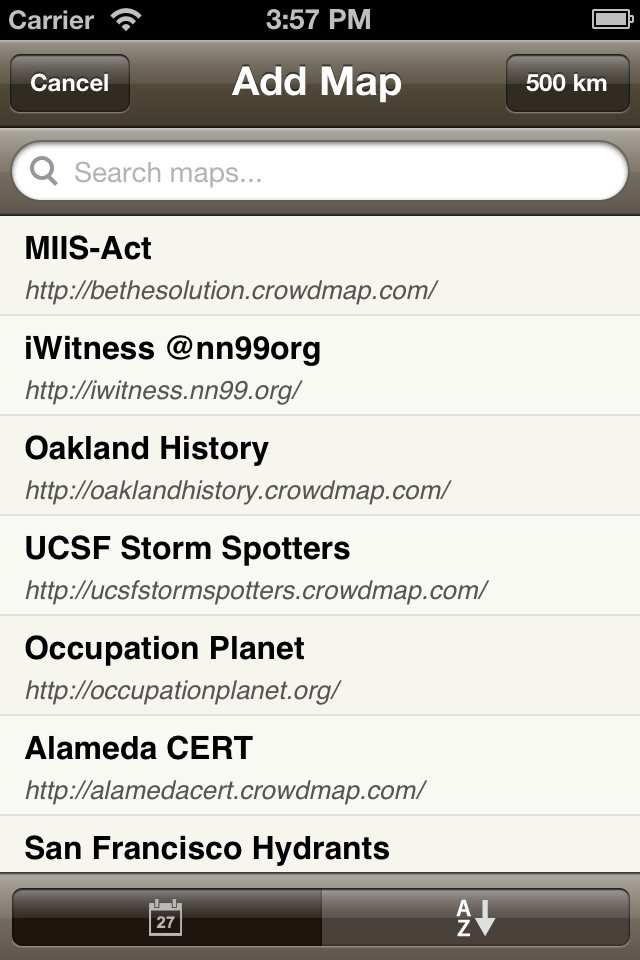 Carrier 3:57 PM
Cancel Add Map 500 km
Search maps...
MIIS-Act
http://bethesolution.crowdmap.com/
iWitness @nn99org
http://iwitness.nn99.org/
Oakland History
http://oaklandhistory.crowdmap.com/
UCSF Storm Spotters
http://ucsfstormspotters.crowdmap.com/
Occupation Planet
http://occupationplanet.org/
Alameda CERT
http://alamedacert.crowdmap.com/
San Francisco Hydrants
27 A
Z